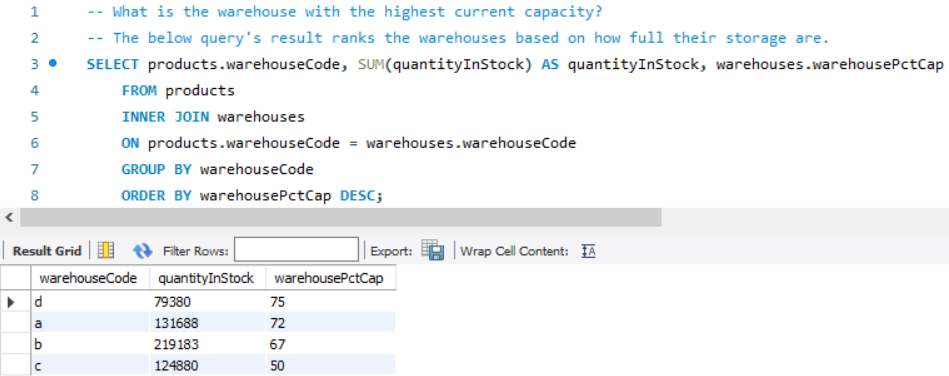 1 -- What is the warehouse with the highest current capacity?
2 -- The below query's result ranks the warehouses based on how full their storage are.
3 SELECT products.warehouseCode, SUM(quantityInStock) AS quantityInStock, warehouses.warehousePctCap
4 FROM products
5 INNER JOIN warehouses
6 ON products.warehouseCode = warehouses.warehouseCode
7 GROUP BY warehouseCode
8 ORDER BY warehousePctCap DESC;
Result Grid Filter Rows: Export: Wrap Cell Content: IA
warehouseCode quantityInStock warehousePctCap
d 79380 75
a 131688 72
b 219183 67
c 124880 50